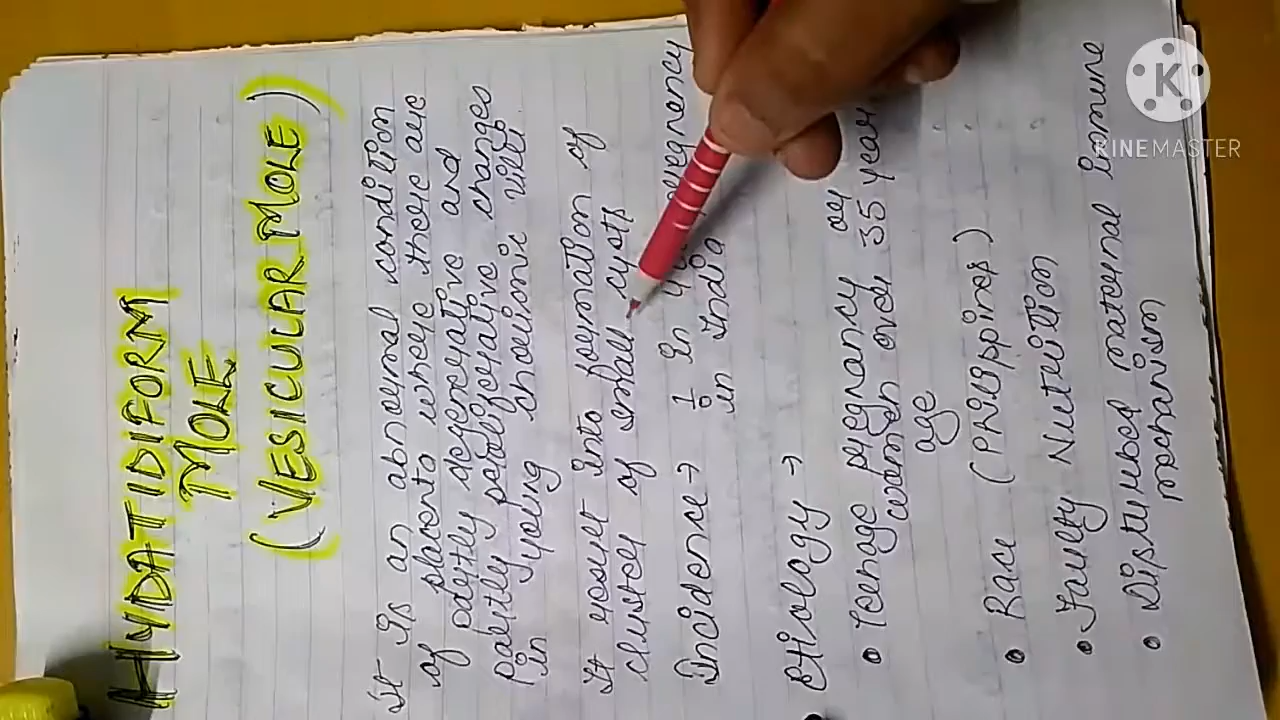 HYDATIDIFORM
MOLE
(VESICULAR MOLE)
It is an abnormal condition
of placenta where there are
partly degenerative and
partly proliferative changes
in young chorionic villi
It result into formation of
cluster of small cysts
Incidence → 1 in pregnancy
in India
Etiology →
• Teenage pregnancy or
women over 35 year
age
• Race (Philippines)
• Faulty Nutrition
• Disturbed maternal immune
mechanism
K
KINEMASTER